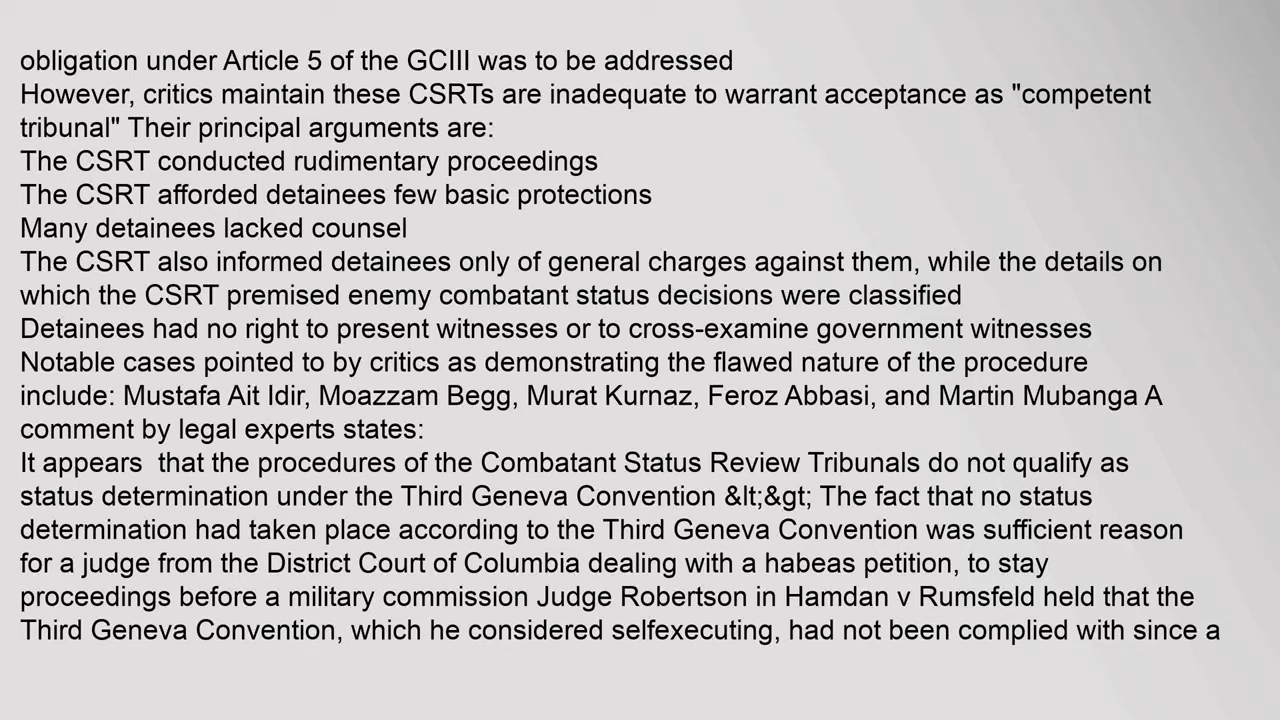 obligation under Article 5 of the GCIII was to be addressed
However, critics maintain these CSRTs are inadequate to warrant acceptance as "competent
tribunal" Their principal arguments are:
The CSRT conducted rudimentary proceedings
The CSRT afforded detainees few basic protections
Many detainees lacked counsel
The CSRT also informed detainees only of general charges against them, while the details on
which the CSRT premised enemy combatant status decisions were classified
Detainees had no right to present witnesses or to cross-examine government witnesses
Notable cases pointed to by critics as demonstrating the flawed nature of the procedure
include: Mustafa Ait Idir, Moazzam Begg, Murat Kurnaz, Feroz Abbasi, and Martin Mubanga A
comment by legal experts states:
It appears  that the procedures of the Combatant Status Review Tribunals do not qualify as
status determination under the Third Geneva Convention &lt;&gt; The fact that no status
determination had taken place according to the Third Geneva Convention was sufficient reason
for a judge from the District Court of Columbia dealing with a habeas petition, to stay
proceedings before a military commission Judge Robertson in Hamdan v Rumsfeld held that the
Third Geneva Convention, which he considered selfexecuting, had not been complied with since a